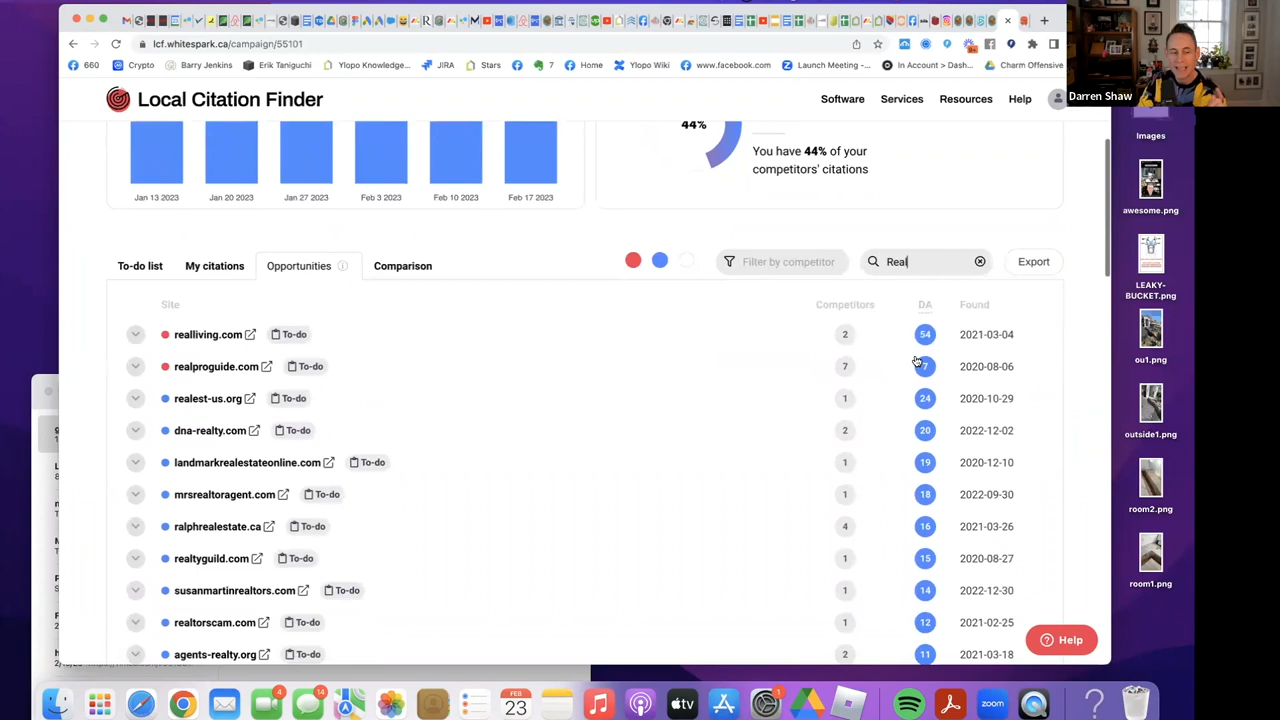 lcf.whitespark.ca/campaign/55101
660 Crypto Barry Jenkins Erik Taniguchi Ylopo Knowledge... JIRA Stars 7 Home Ylopo Wiki www.facebook.com Launch Meeting -... In Account > Dash... Charm Offensive
Darren Shaw
Local Citation Finder
Software Services Resources Help
44%
You have 44% of your
competitors' citations
Jan 13 2023 Jan 20 2023 Jan 27 2023 Feb 3 2023 Feb 10 2023 Feb 17 2023
To-do list My citations Opportunities Comparison Filter by competitor Real Export
Site Competitors DA Found
realliving.com To-do 2 54 2021-03-04
realproguide.com To-do 7 7 2020-08-06
realest-us.org To-do 1 24 2020-10-29
dna-realty.com To-do 2 20 2022-12-02
landmarkrealestateonline.com To-do 1 19 2020-12-10
mrsrealtoragent.com To-do 1 18 2022-09-30
ralphrealestate.ca To-do 4 16 2021-03-26
realtyguild.com To-do 1 15 2020-08-27
susanmartinrealtors.com To-do 1 14 2022-12-30
realtorscam.com To-do 1 12 2021-02-25
agents-realty.org To-do 2 11 2021-03-18
Help
Images
awesome.png
LEAKY-
BUCKET.png
ou1.png
outside1.png
room2.png
room1.png
4 14 FEB 23 tv 1 zoom